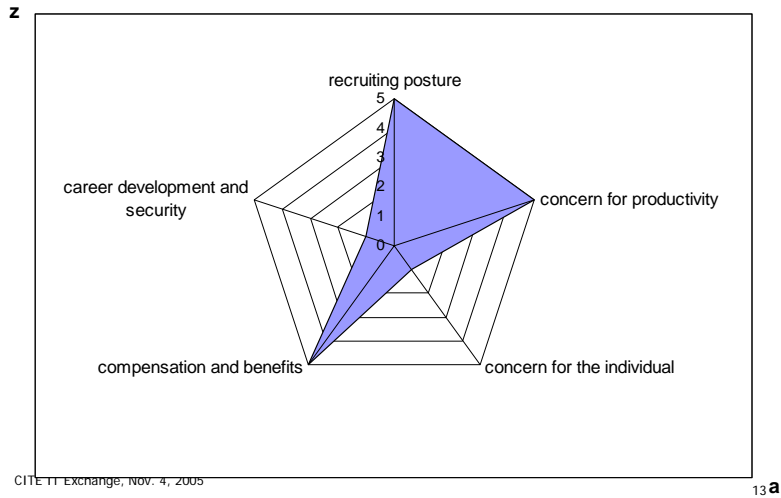 z
recruiting posture
5
4
3
2
1
0
career development and
security
concern for productivity
compensation and benefits
concern for the individual
CITE IT Exchange, Nov. 4, 2005
13
a